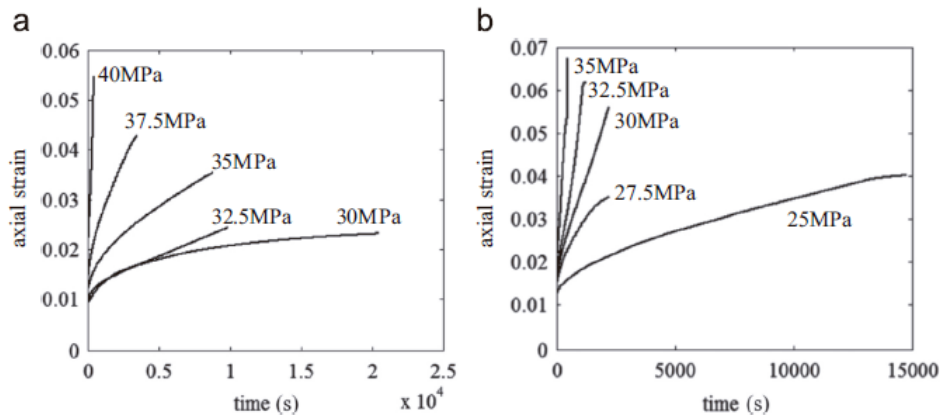 a
0.06
0.05
0.04
0.03
0.02
0.01
0
axial strain
40MPa
37.5MPa
35MPa
32.5MPa
30MPa
0
0.5
1
1.5
2
2.5
x 10^4
time (s)
b
0.07
0.06
0.05
0.04
0.03
0.02
0.01
0
axial strain
35MPa
32.5MPa
30MPa
27.5MPa
25MPa
0
5000
10000
15000
time (s)